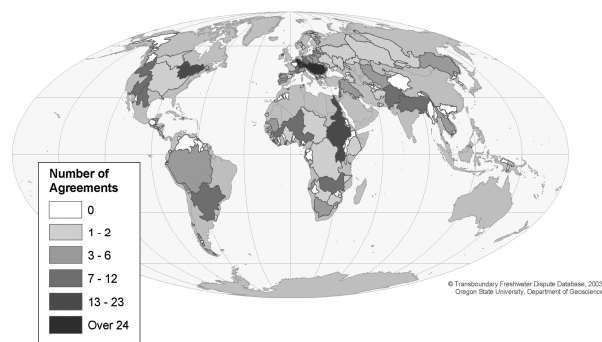 Number of
Agreements
0
1 - 2
3 - 6
7 - 12
13 - 23
Over 24
© Transboundary Freshwater Dispute Database, 2003
Oregon State University, Department of Geoscience